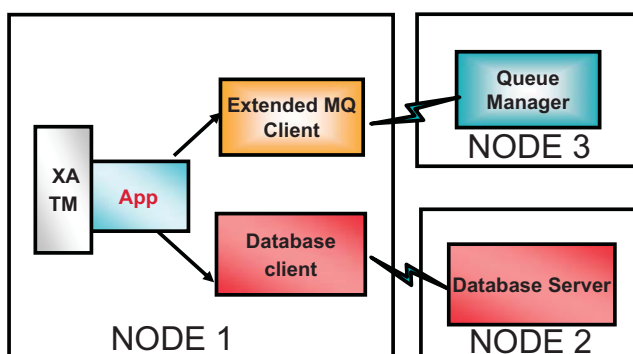 XA
TM
App
Extended MQ
Client
Database
client
NODE 1
Queue
Manager
NODE 3
Database Server
NODE 2